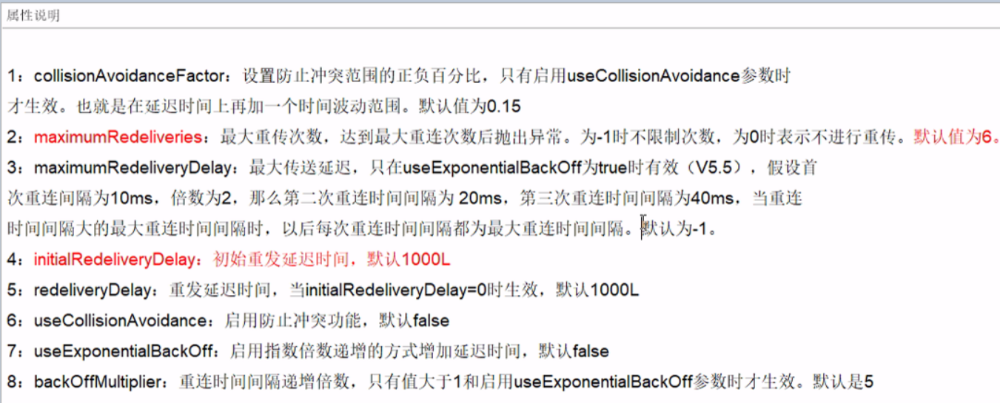 属性说明
1：collisionAvoidanceFactor：设置防止冲突范围的正负百分比，只有启用useCollisionAvoidance参数时
才生效。也就是在延迟时间上再加一个时间波动范围。默认值为0.15
2：maximumRedeliveries：最大重传次数，达到最大重连次数后抛出异常。为-1时不限制次数，为0时表示不进行重传。默认值为6。
3：maximumRedeliveryDelay：最大传送延迟，只在useExponentialBackOff为true时有效（V5.5），假设首
次重连间隔为10ms，倍数为2，那么第二次重连时间间隔为 20ms，第三次重连时间间隔为40ms，当重连
时间间隔大的最大重连时间间隔时，以后每次重连时间间隔都为最大重连时间间隔。默认为-1。
4：initialRedeliveryDelay：初始重发延迟时间，默认1000L
5：redeliveryDelay：重发延迟时间，当initialRedeliveryDelay=0时生效，默认1000L
6：useCollisionAvoidance：启用防止冲突功能，默认false
7：useExponentialBackOff：启用指数倍数递增的方式增加延迟时间，默认false
8：backOffMultiplier：重连时间间隔递增倍数，只有值大于1和启用useExponentialBackOff参数时才生效。默认是5